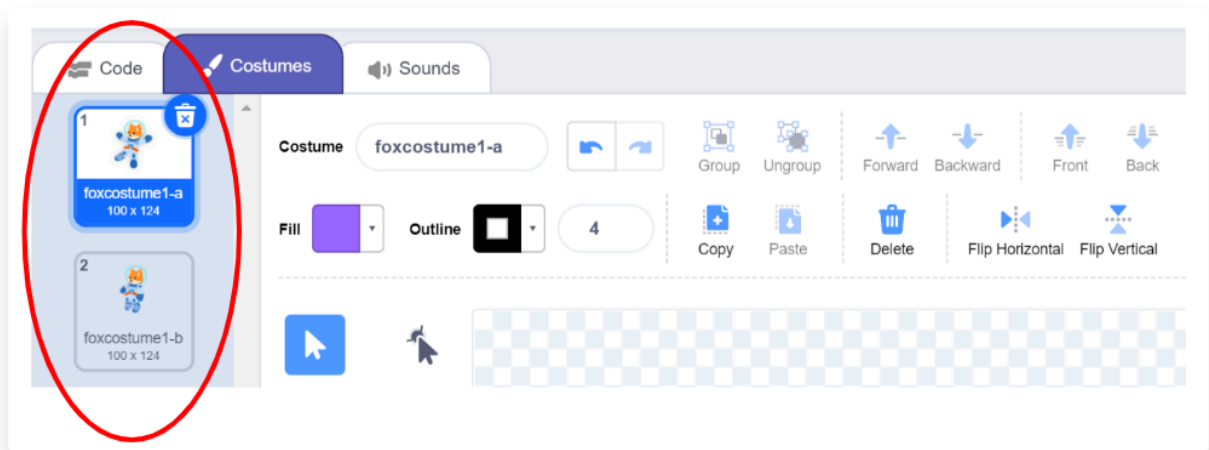 Code
Costumes
Sounds
1
foxcostume1-a
100 x 124
2
foxcostume1-b
100 x 124
Costume
foxcostume1-a
Group
Ungroup
Forward
Backward
Front
Back
Fill
Outline
4
Copy
Paste
Delete
Flip Horizontal
Flip Vertical